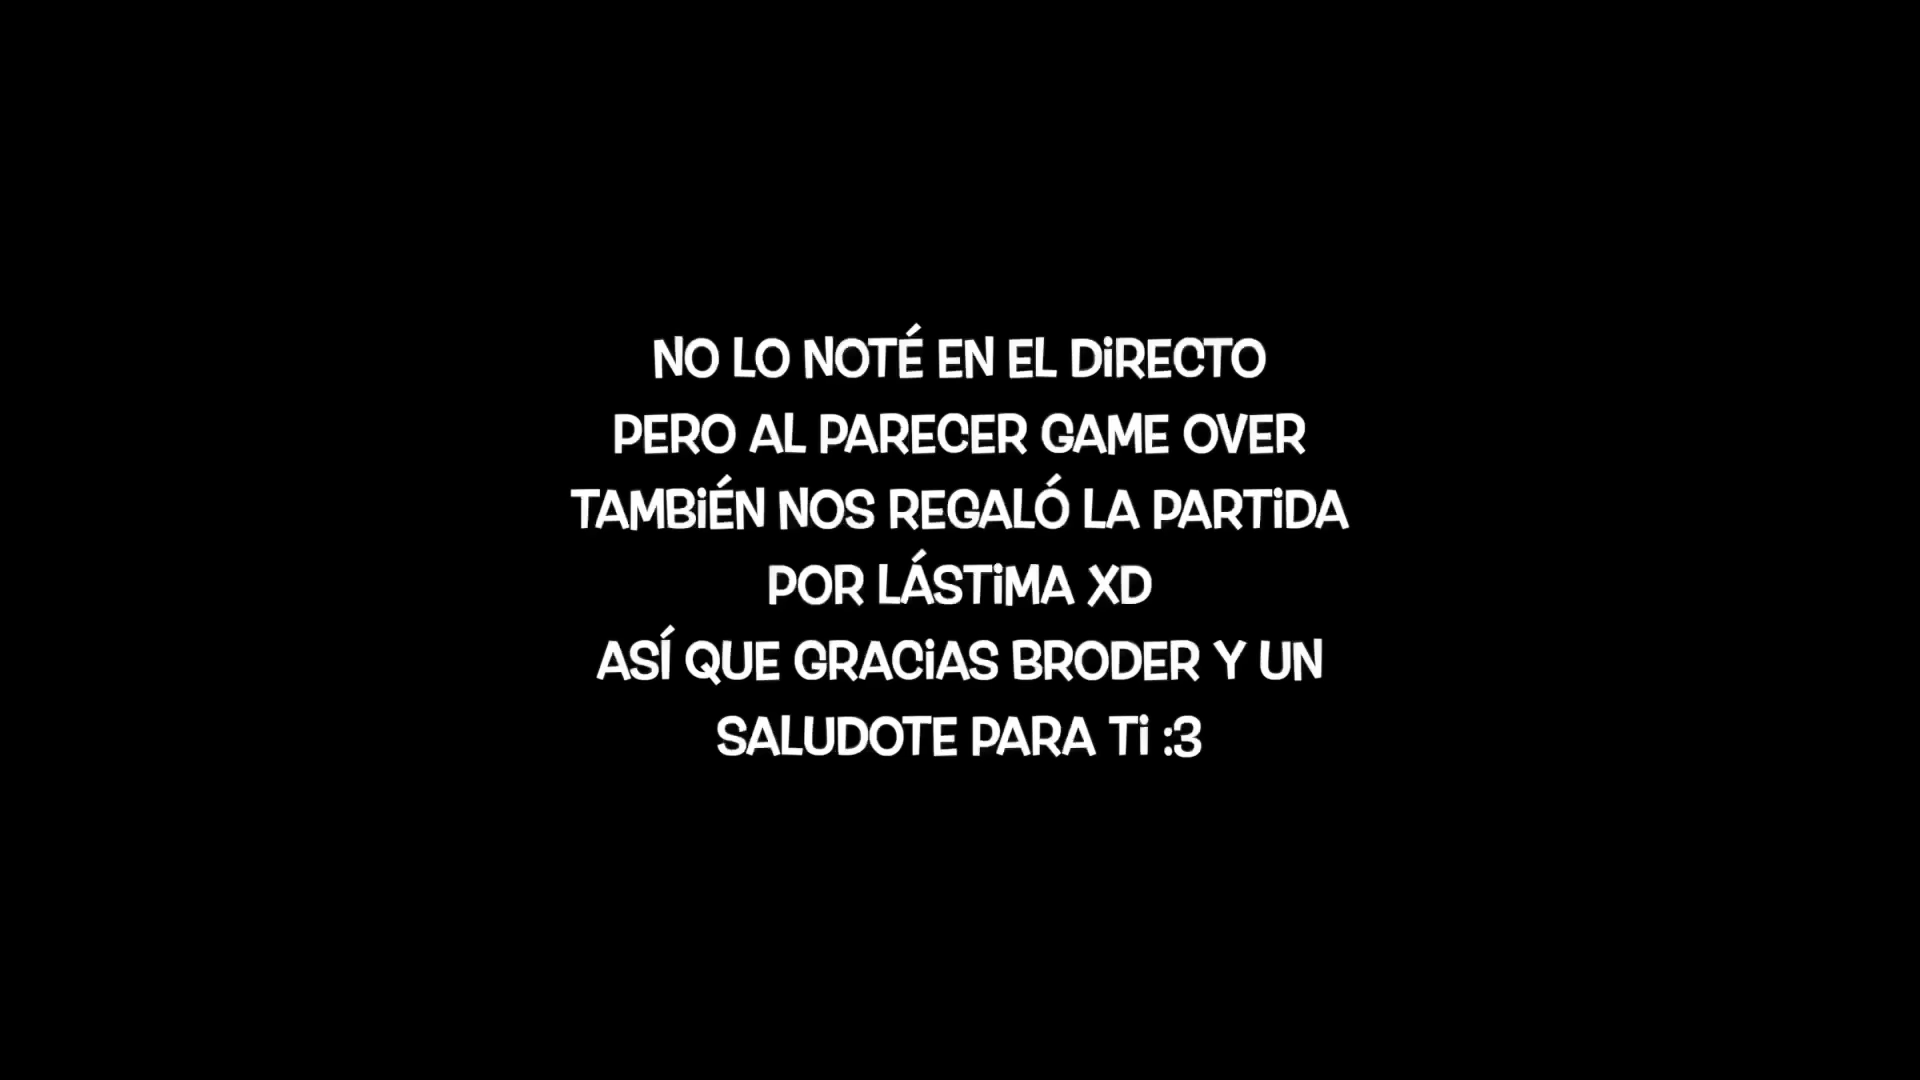 NO LO NOTÉ EN EL DIRECTO
PERO AL PARECER GAME OVER
TAMBIÉN NOS REGALÓ LA PARTIDA
POR LÁSTIMA XD
ASÍ QUE GRACIAS BRODER Y UN
SALUDOTE PARA TI :3